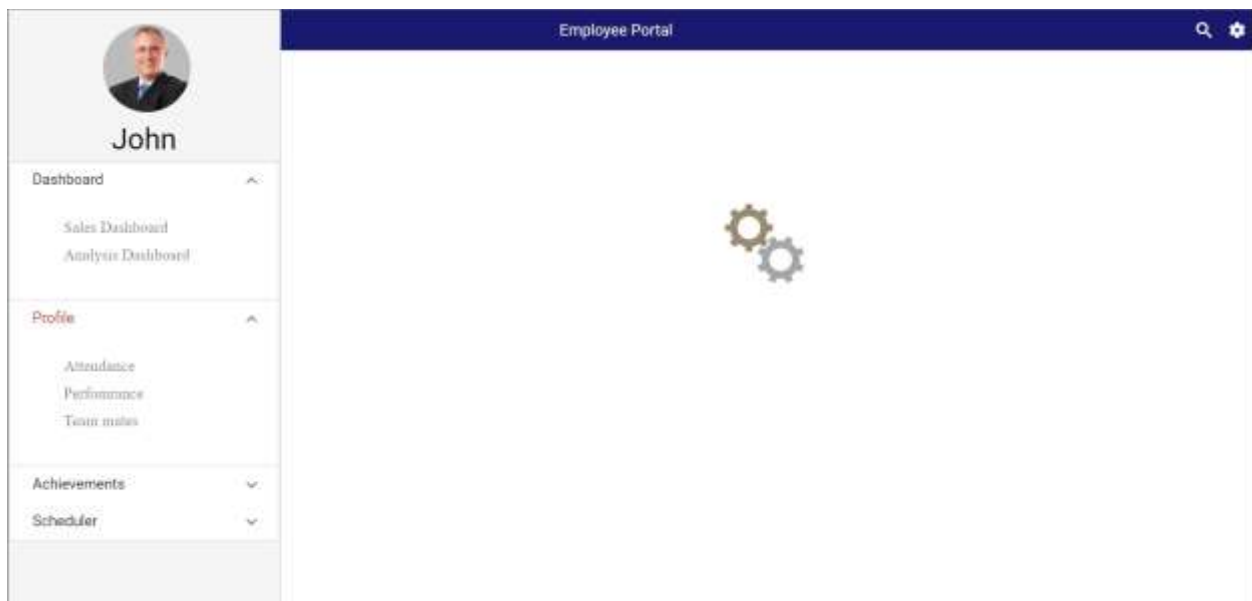 Employee Portal
John
Dashboard
Sales Dashboard
Analysis Dashboard
Profile
Attendance
Performance
Team mates
Achievements
Scheduler